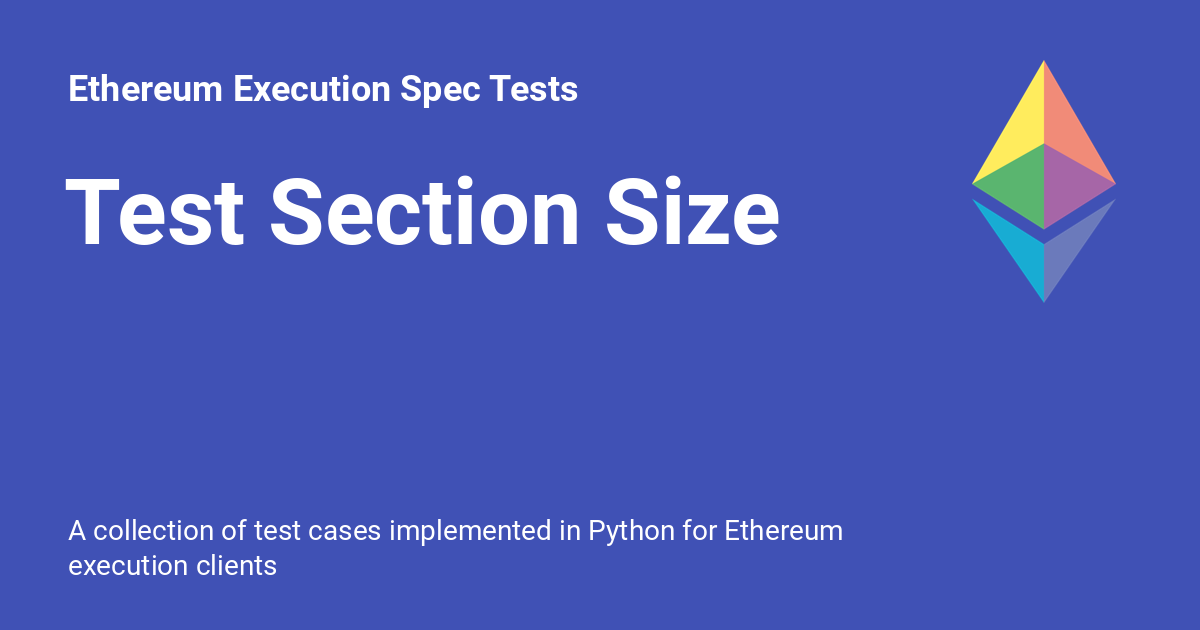 Ethereum Execution Spec Tests
Test Section Size
A collection of test cases implemented in Python for Ethereum
execution clients